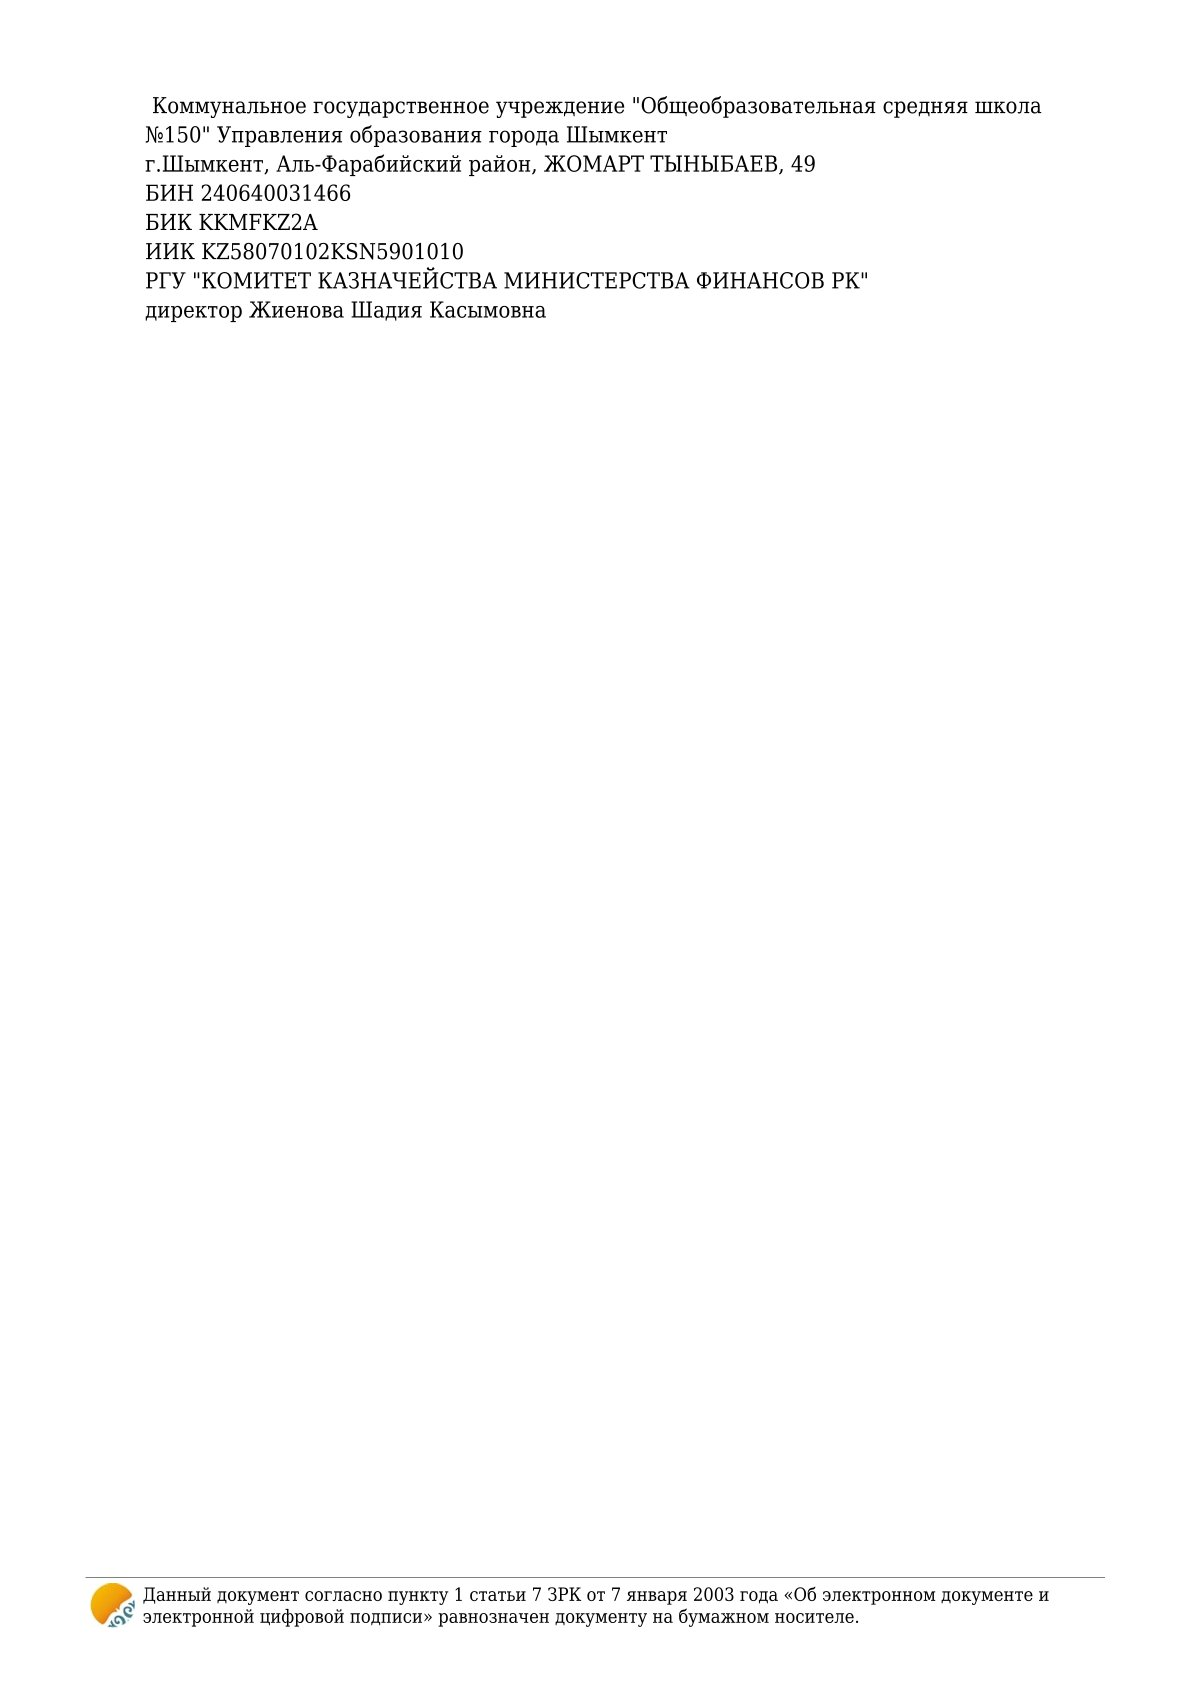 Коммунальное государственное учреждение "Общеобразовательная средняя школа
№150" Управления образования города Шымкент
г.Шымкент, Аль-Фарабийский район, ЖОМАРТ ТЫНЫБАЕВ, 49
БИН 240640031466
БИК KKMFKZ2A
ИИК KZ58070102KSN5901010
РГУ "КОМИТЕТ КАЗНАЧЕЙСТВА МИНИСТЕРСТВА ФИНАНСОВ РК"
директор Жиенова Шадия Касымовна
Данный документ согласно пункту 1 статьи 7 ЗРК от 7 января 2003 года «Об электронном документе и
электронной цифровой подписи» равнозначен документу на бумажном носителе.